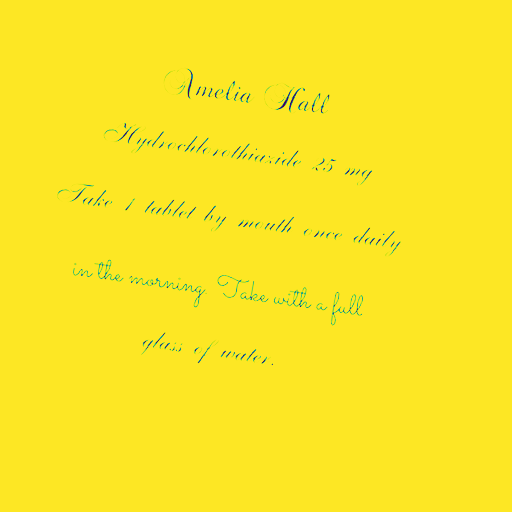 Amelia Hall
Hydrochlorothiazide 25 mg
Take 1 tablet by mouth once daily
in the morning Take with a full
glass of water.